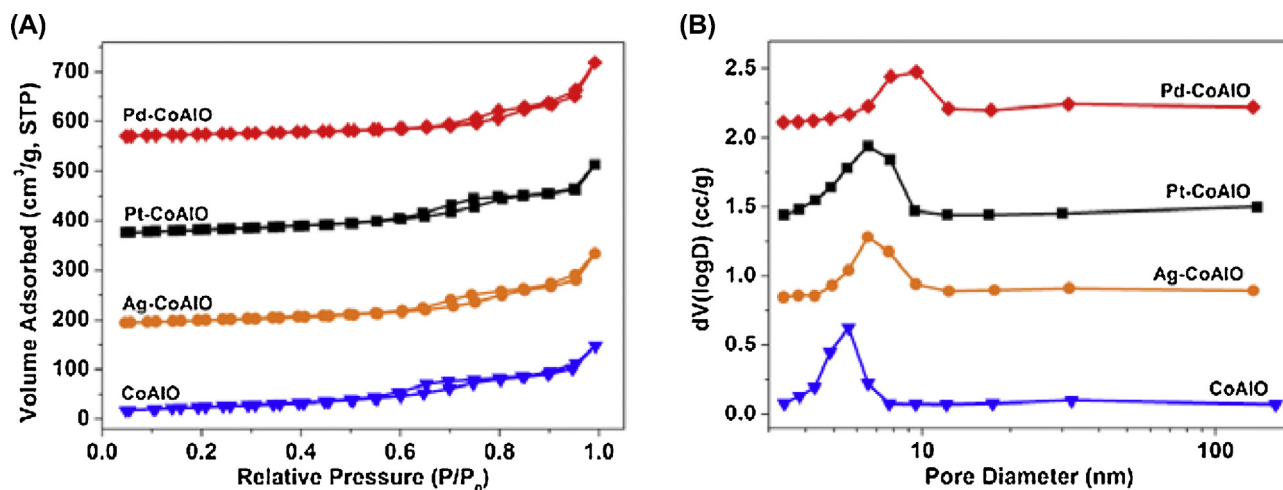 (A)
Volume Adsorbed (cm³/g, STP)
700
600
500
400
300
200
100
0
Pd-CoAlO
Pt-CoAlO
Ag-CoAlO
CoAlO
0.0 0.2 0.4 0.6 0.8 1.0
Relative Pressure (P/P₀)
(B)
dV(logD) (cc/g)
2.5
2.0
1.5
1.0
0.5
0.0
Pd-CoAlO
Pt-CoAlO
Ag-CoAlO
CoAlO
10 100
Pore Diameter (nm)